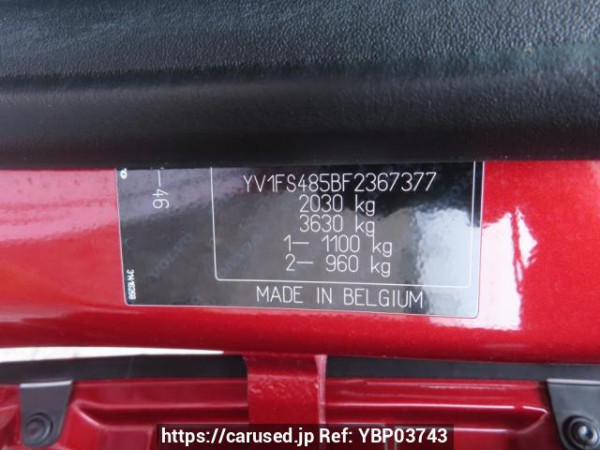 YV1FS485BF2367377
2030 kg
3630 kg
1– 1100 kg
2– 960 kg
MADE IN BELGIUM
–46
https://carused.jp Ref: YBP03743